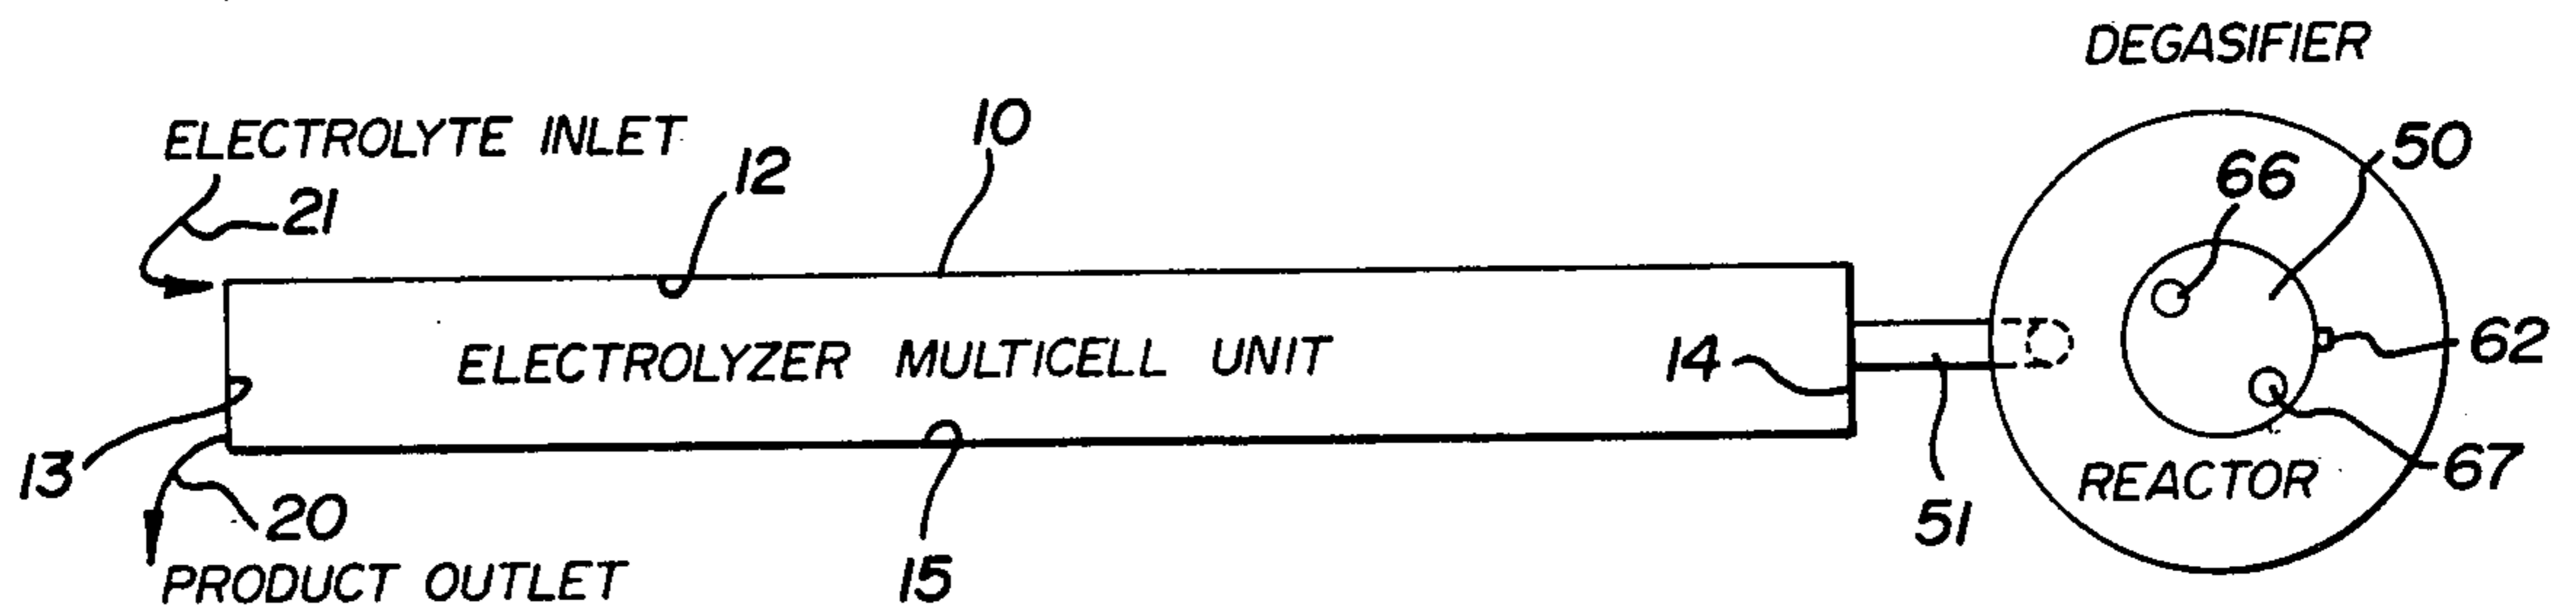 DEGASIFIER
ELECTROLYTE INLET
10
12
50
66
21
ELECTROLYZER MULTICELL UNIT
14
62
13
67
REACTOR
20
51
PRODUCT OUTLET
15